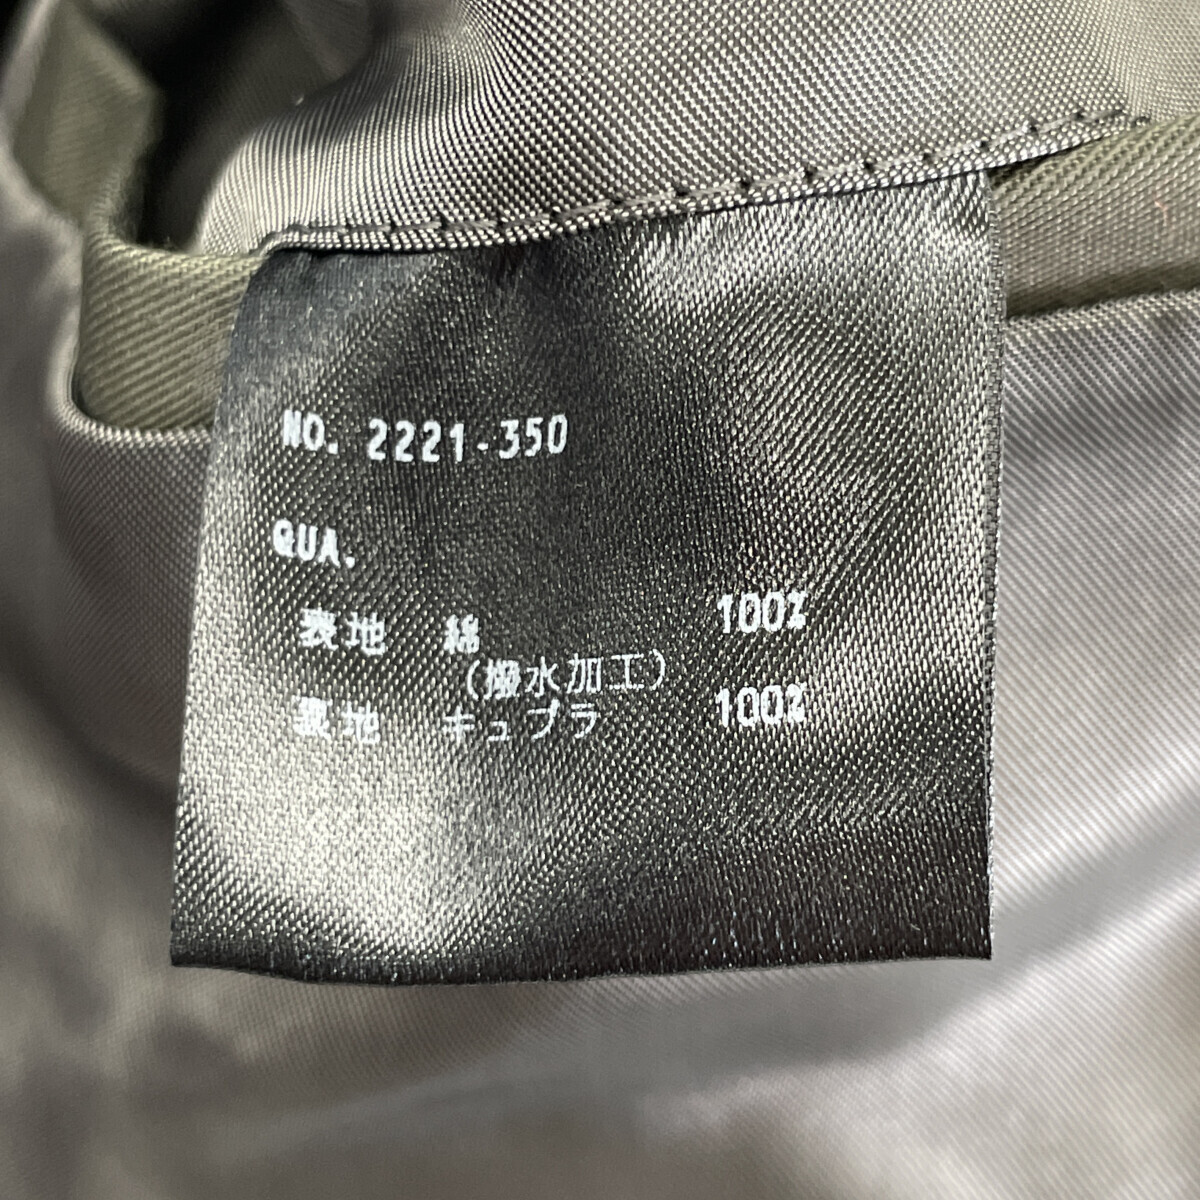 NO. 2221-350
QUA.
表地 綿 100%
(撥水加工)
裏地 キュプラ 100%